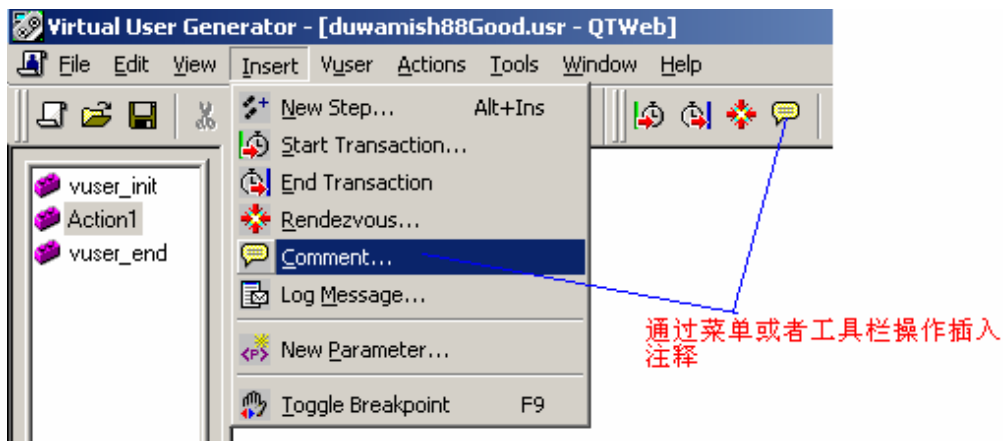 Virtual User Generator - [duwamish88Good.usr - QTWeb]
File Edit View Insert Vuser Actions Tools Window Help
New Step... Alt+Ins
Start Transaction...
vuser_init
End Transaction
Action1
Rendezvous...
vuser_end
Comment...
Log Message...
通过菜单或者工具栏操作插入
注释
<P> New Parameter...
Toggle Breakpoint F9